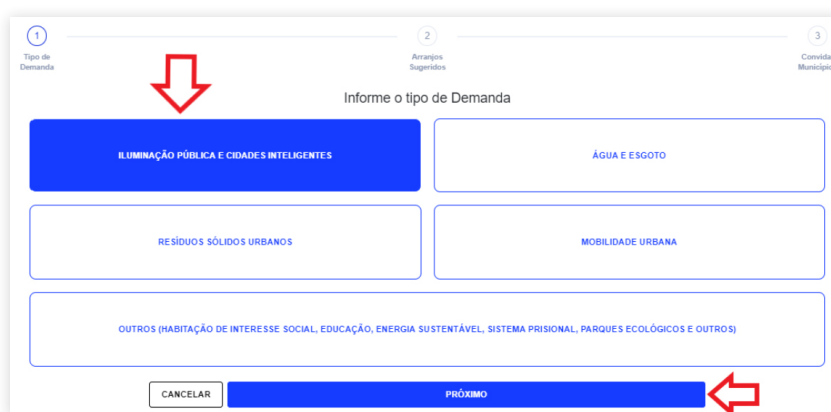 1
2
3
Tipo de
Demanda
Arranjos
Sugeridos
Convida
Município
Informe o tipo de Demanda
ILUMINAÇÃO PÚBLICA E CIDADES INTELIGENTES
ÁGUA E ESGOTO
RESÍDUOS SÓLIDOS URBANOS
MOBILIDADE URBANA
OUTROS (HABITAÇÃO DE INTERESSE SOCIAL, EDUCAÇÃO, ENERGIA SUSTENTÁVEL, SISTEMA PRISIONAL, PARQUES ECOLÓGICOS E OUTROS)
CANCELAR
PRÓXIMO